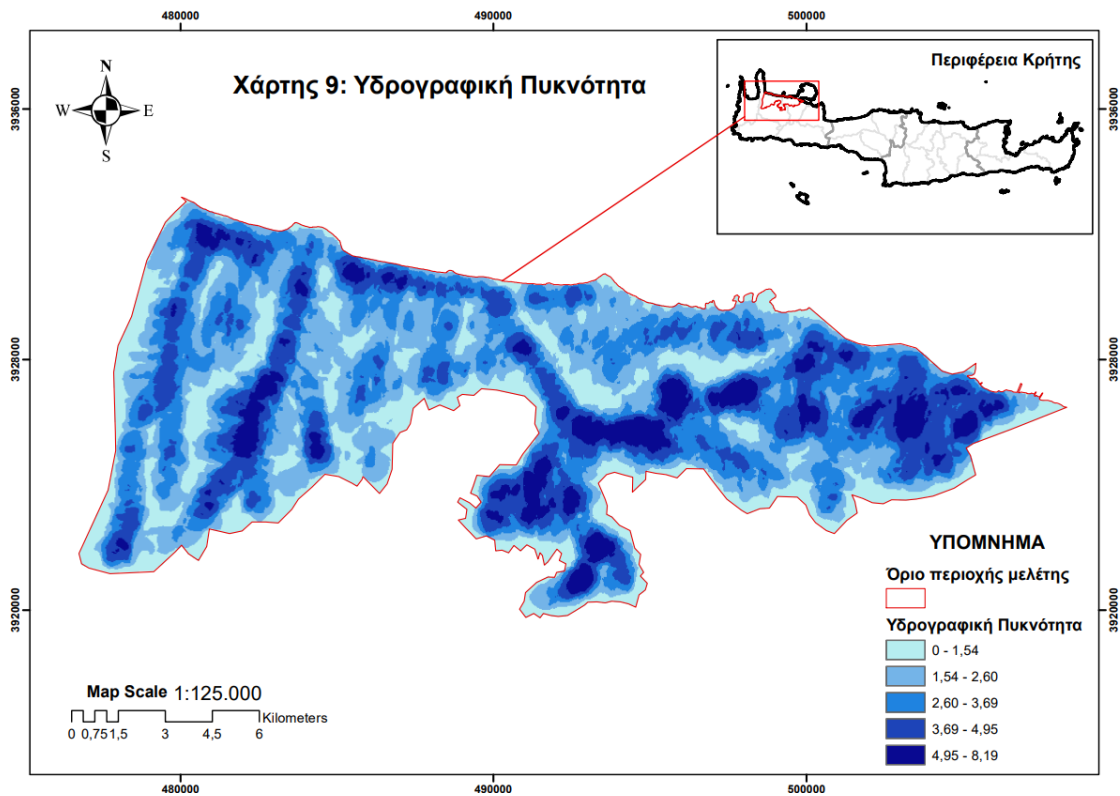 480000 490000 500000
3936000
3936000
N
W E
S
Χάρτης 9: Υδρογραφική Πυκνότητα
Περιφέρεια Κρήτης
3928000
3928000
3920000
3920000
ΥΠΟΜΝΗΜΑ
Όριο περιοχής μελέτης
Υδρογραφική Πυκνότητα
0 - 1,54
1,54 - 2,60
2,60 - 3,69
3,69 - 4,95
4,95 - 8,19
Map Scale 1:125.000
Kilometers
0 0,75 1,5 3 4,5 6
480000 490000 500000